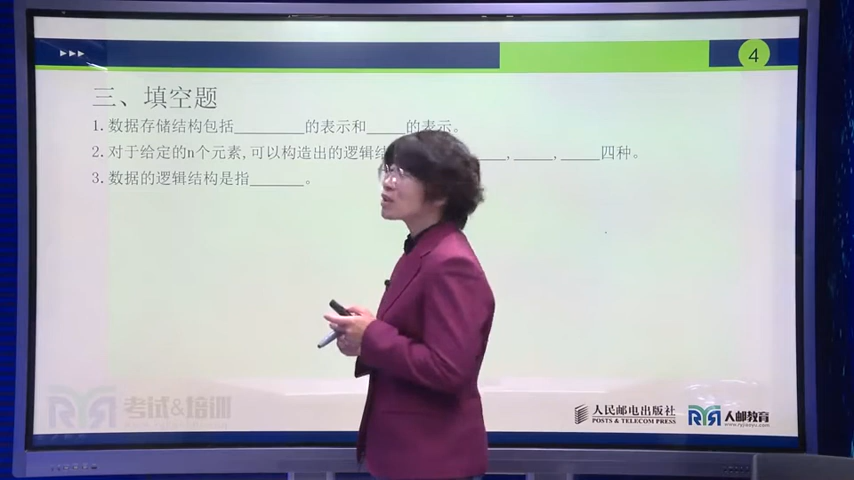 4
三、填空题
1. 数据存储结构包括________的表示和_____的表示。
2. 对于给定的n个元素,可以构造出的逻辑结 ____,_____,_____四种。
3. 数据的逻辑结构是指_______。
考试&培训
人民邮电出版社
POSTS & TELECOM PRESS
人邮教育
www.ryjiaoyu.com